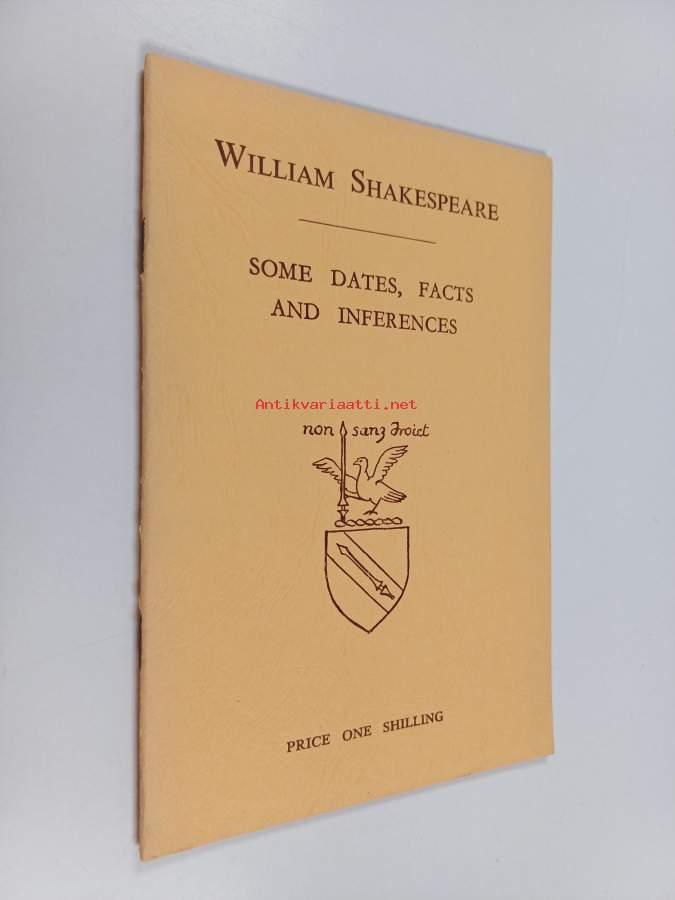 WILLIAM SHAKESPEARE
SOME DATES, FACTS
AND INFERENCES
Antikvariaatti.net
non sanz droict
PRICE ONE SHILLING